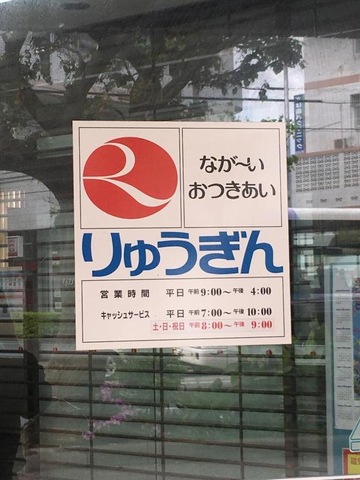 なが〜い
おつきあい
りゅうぎん
営業時間 平日 午前9:00〜午後4:00
キャッシュサービス 平日 午前7:00〜午後10:00
土・日・祝日 午前8:00〜午後9:00